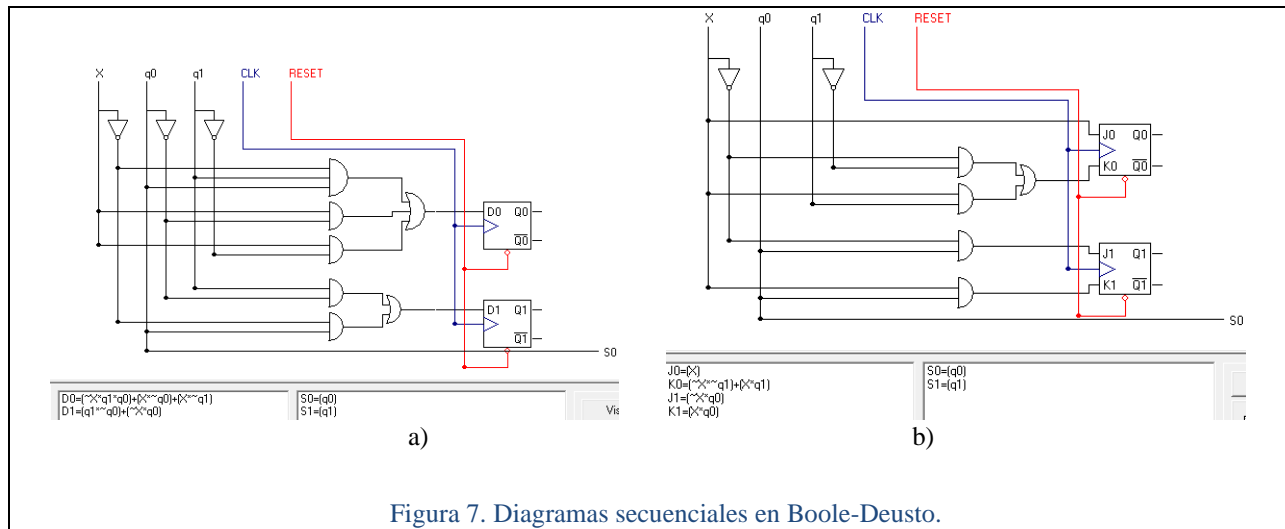 X q0 q1 CLK RESET
D0 Q0
Q0
D1 Q1
Q1
S0
D0=(~X*q1*q0)+(X*~q0)+(X*~q1)
D1=(q1*~q0)+(~X*q0)
S0=(q0)
S1=(q1)
Vis
a)
X q0 q1 CLK RESET
J0 Q0
K0 Q0
J1 Q1
K1 Q1
S0
J0=(X)
K0=(~X*~q1)+(X*q1)
J1=(~X*q0)
K1=(X*q0)
S0=(q0)
S1=(q1)
b)
Figura 7. Diagramas secuenciales en Boole-Deusto.